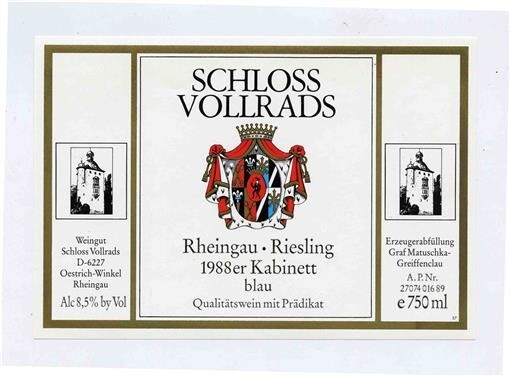 SCHLOSS
VOLLRADS
Rheingau · Riesling
1988er Kabinett
blau
Qualitätswein mit Prädikat
Weingut
Schloss Vollrads
D-6227
Oestrich-Winkel
Rheingau
Alc 8,5% by Vol
Erzeugerabfüllung
Graf Matuschka-
Greiffenclau
A. P. Nr.
27074 016 89
e 750 ml